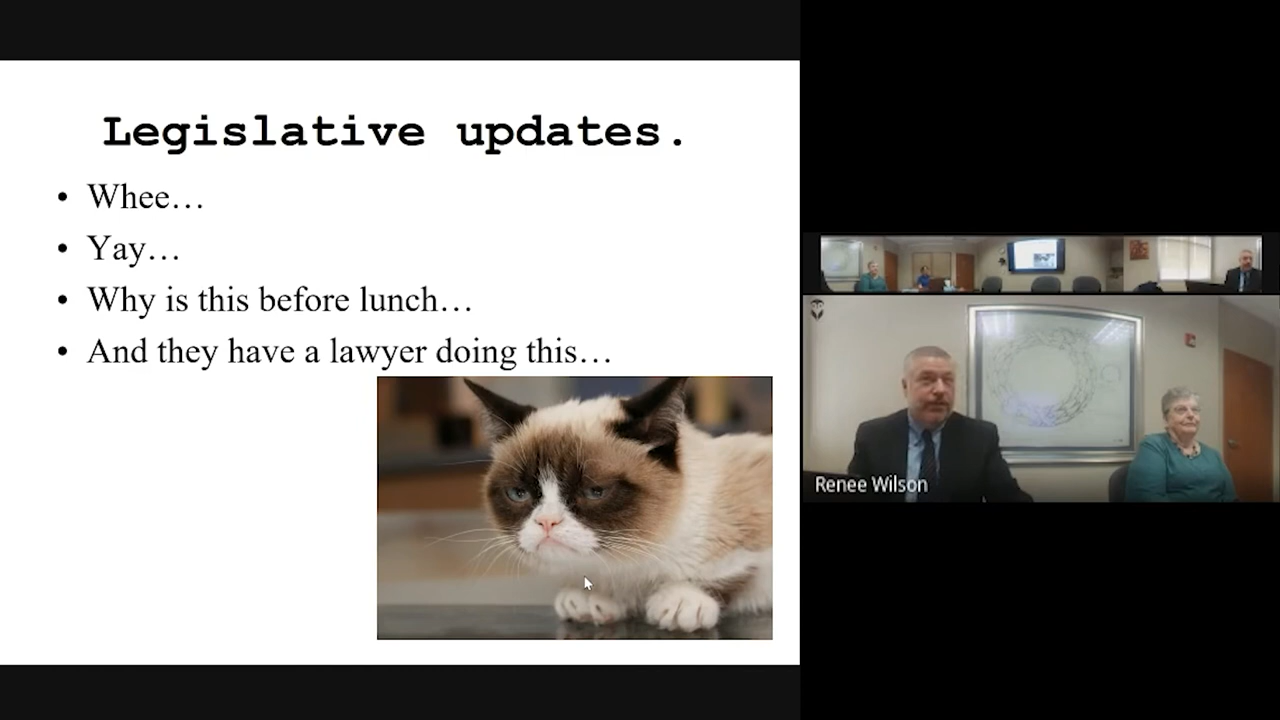 Legislative updates.
• Whee…
• Yay…
• Why is this before lunch…
• And they have a lawyer doing this…
Renee Wilson